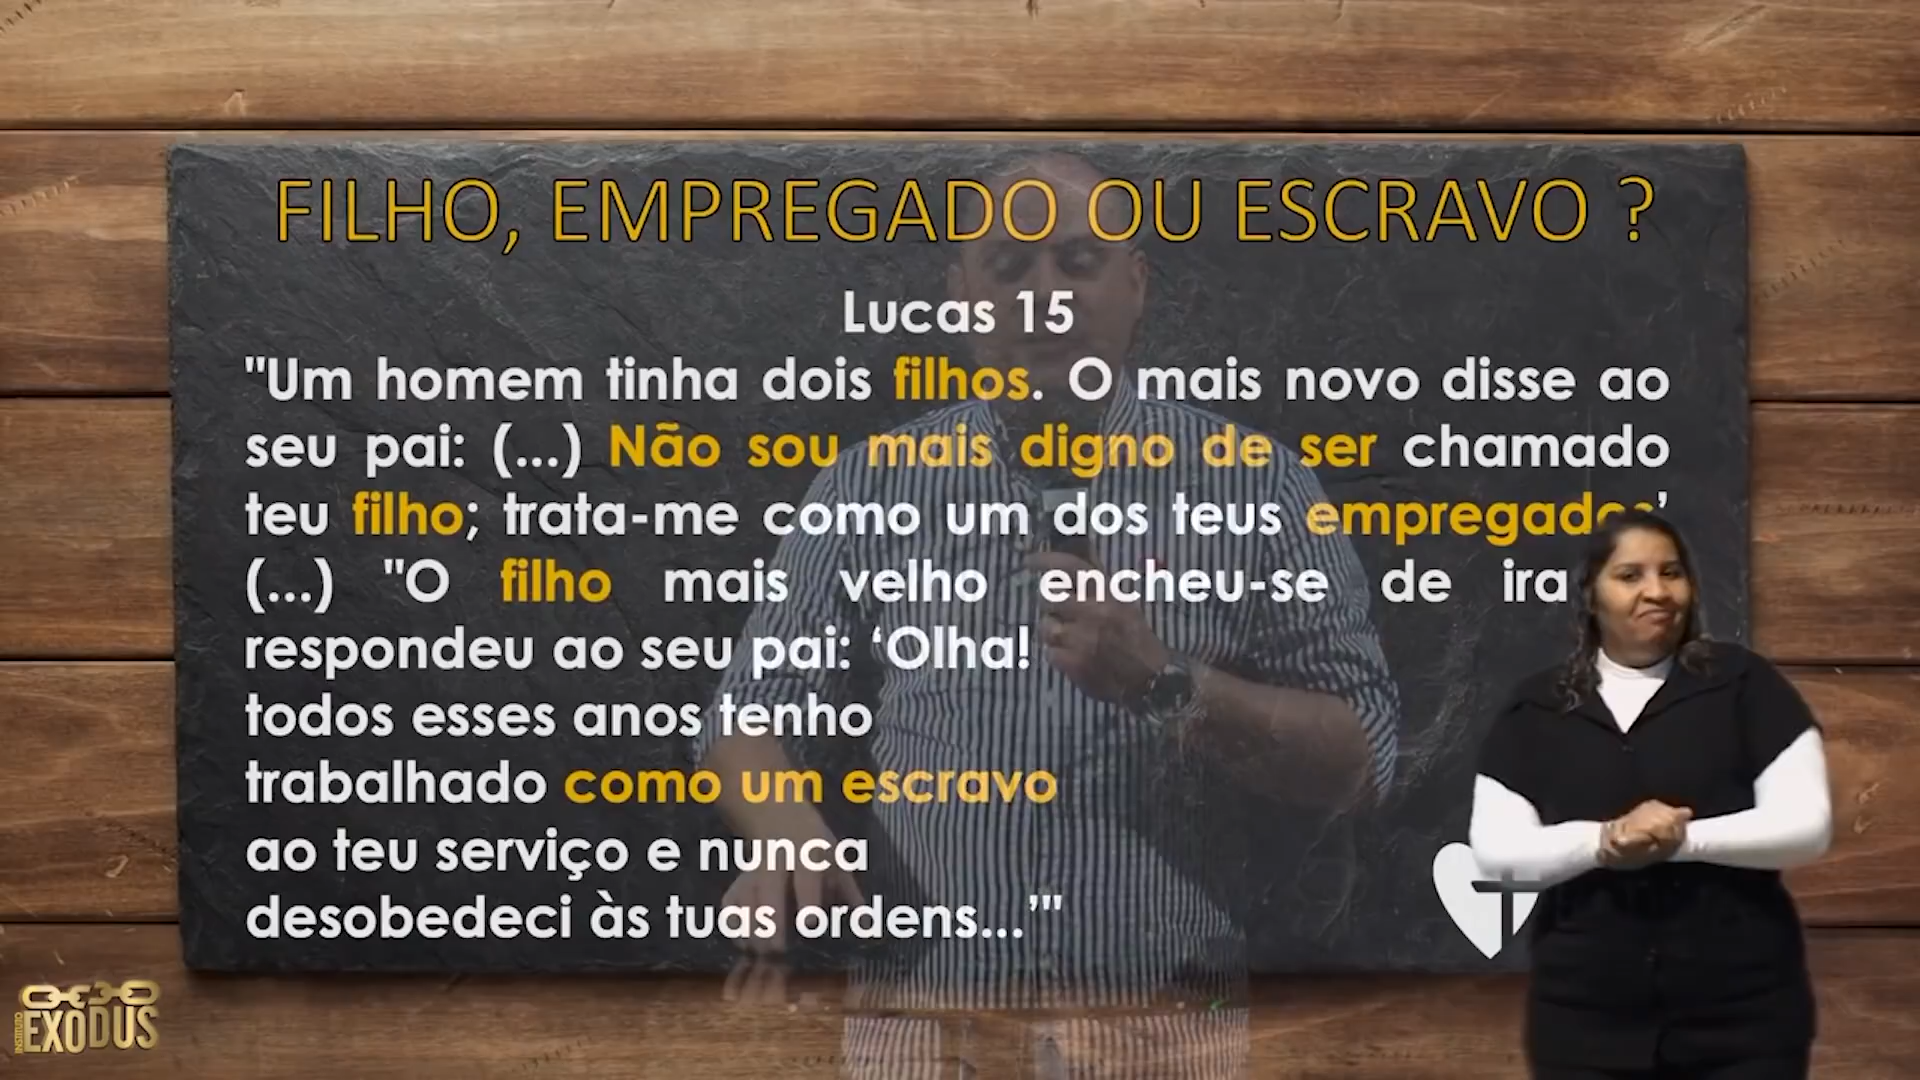 FILHO, EMPREGADO OU ESCRAVO ?
Lucas 15
"Um homem tinha dois filhos. O mais novo disse ao
seu pai: (...) Não sou mais digno de ser chamado
teu filho; trata-me como um dos teus empregados’
(...) "O filho mais velho encheu-se de ira
respondeu ao seu pai: ‘Olha!
todos esses anos tenho
trabalhado como um escravo
ao teu serviço e nunca
desobedeci às tuas ordens...’"
INSTITUTO
EXODUS